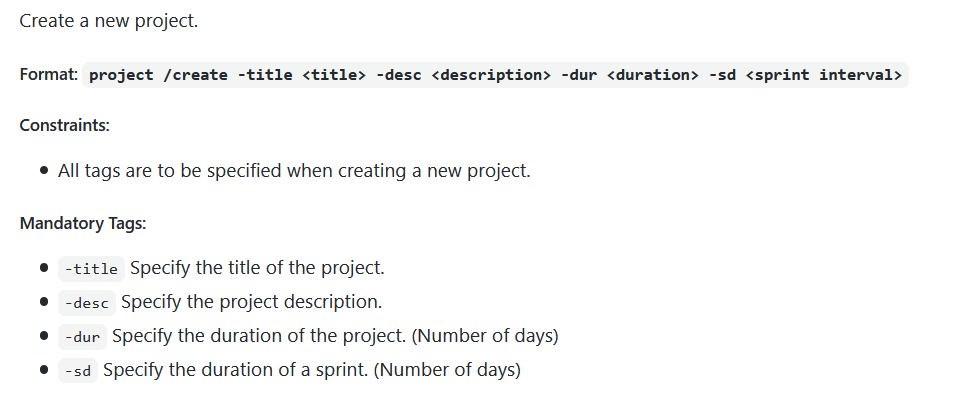 Create a new project.
Format: project /create -title <title> -desc <description> -dur <duration> -sd <sprint interval>
Constraints:
• All tags are to be specified when creating a new project.
Mandatory Tags:
• -title Specify the title of the project.
• -desc Specify the project description.
• -dur Specify the duration of the project. (Number of days)
• -sd Specify the duration of a sprint. (Number of days)